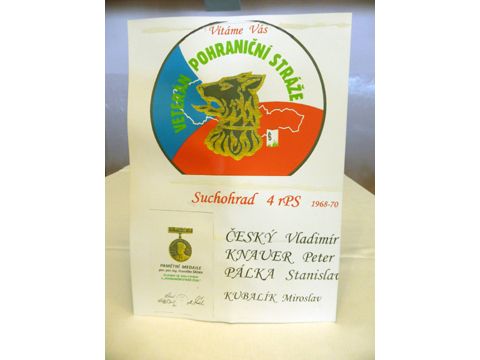 Vítáme Vás
VETERÁN POHRANIČNÍ STRÁŽE
Suchohrad 4 rPS 1968-70
ČESKÝ Vladimír
KNAUER Peter
PÁLKA Stanislav
KUBALÍK Miroslav
PAMĚTNÍ MEDAILE